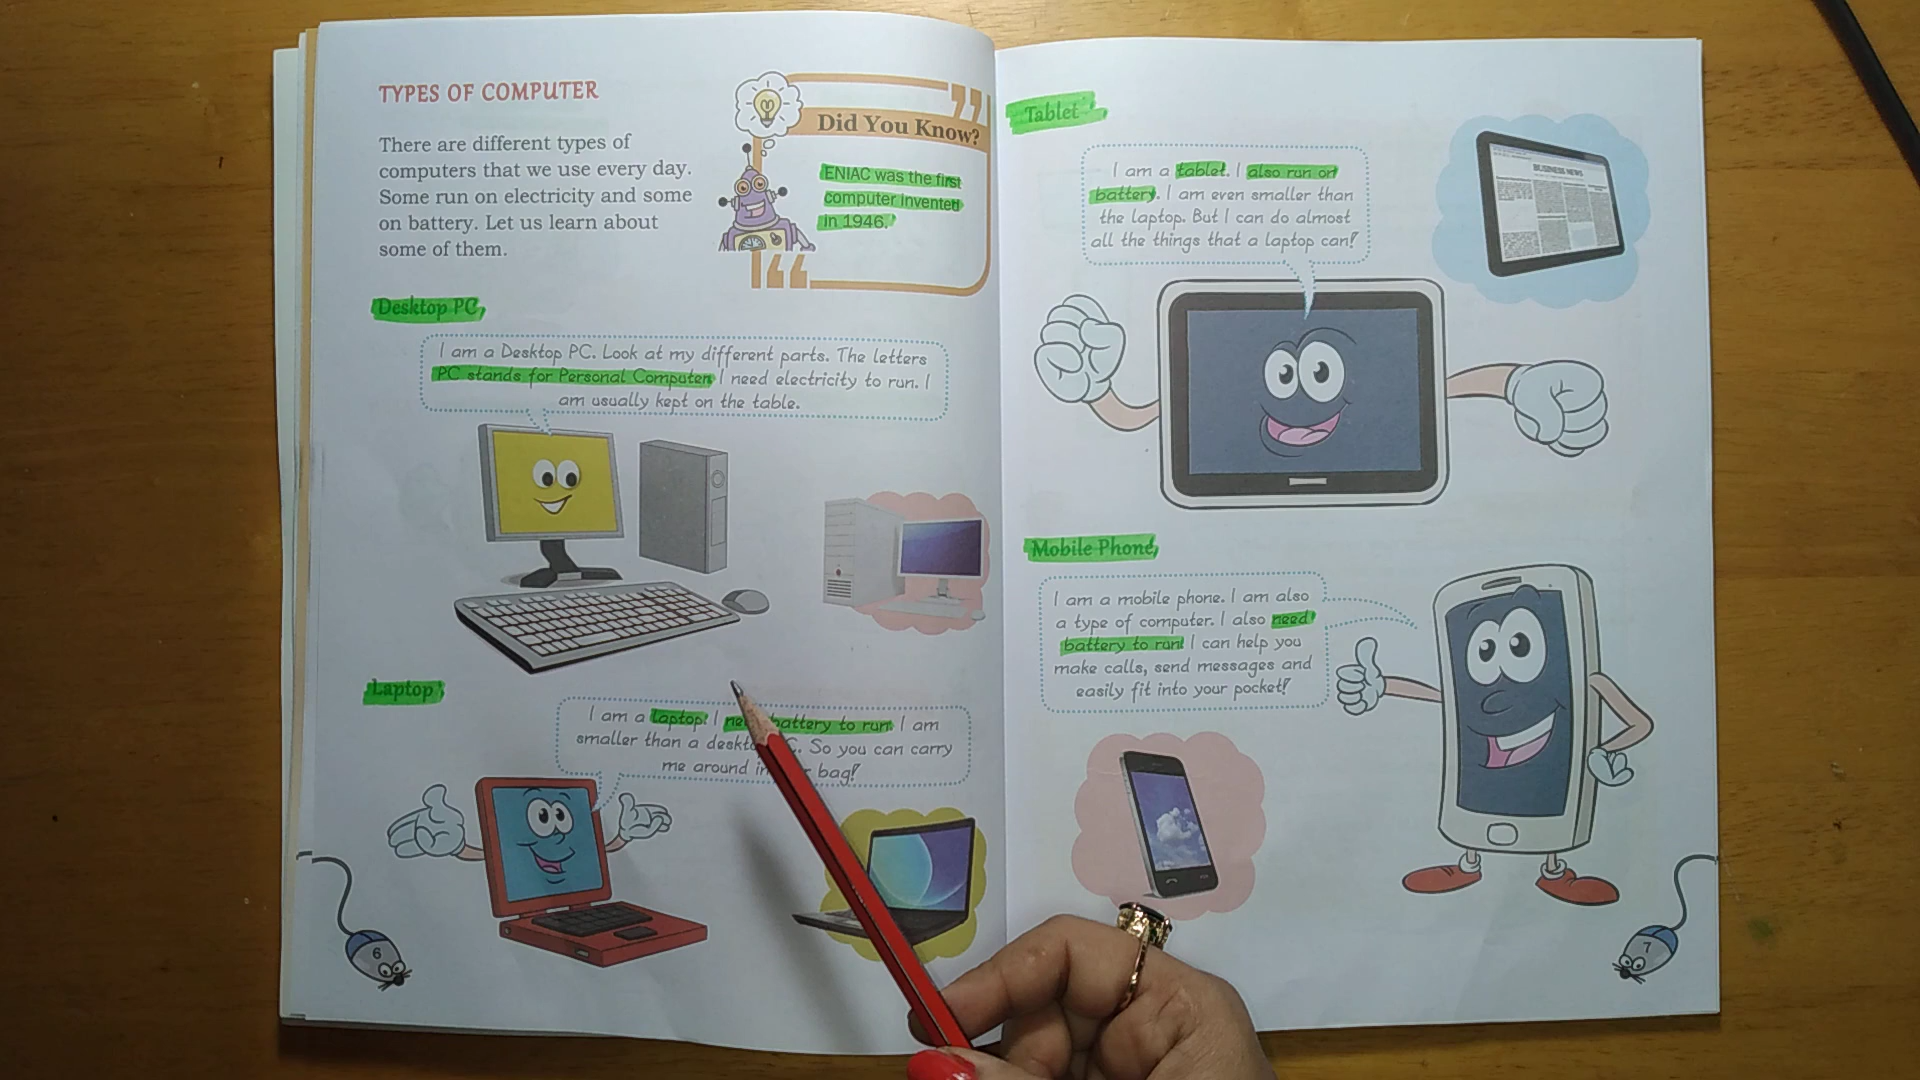 TYPES OF COMPUTER
There are different types of
computers that we use every day.
Some run on electricity and some
on battery. Let us learn about
some of them.
Did You Know?
ENIAC was the first
computer invented
in 1946.
Desktop PC
I am a Desktop PC. Look at my different parts. The letters
PC stands for Personal Computer. I need electricity to run. I
am usually kept on the table.
Laptop
I am a laptop. I battery to run. I am
smaller than a So you can carry
me around bag!
6
Tablet
I am a tablet. I also run on
battery. I am even smaller than
the laptop. But I can do almost
all the things that a laptop can!
BUSINESS NEWS
Mobile Phone
I am a mobile phone. I am also
a type of computer. I also need
battery to run. I can help you
make calls, send messages and
easily fit into your pocket!
7